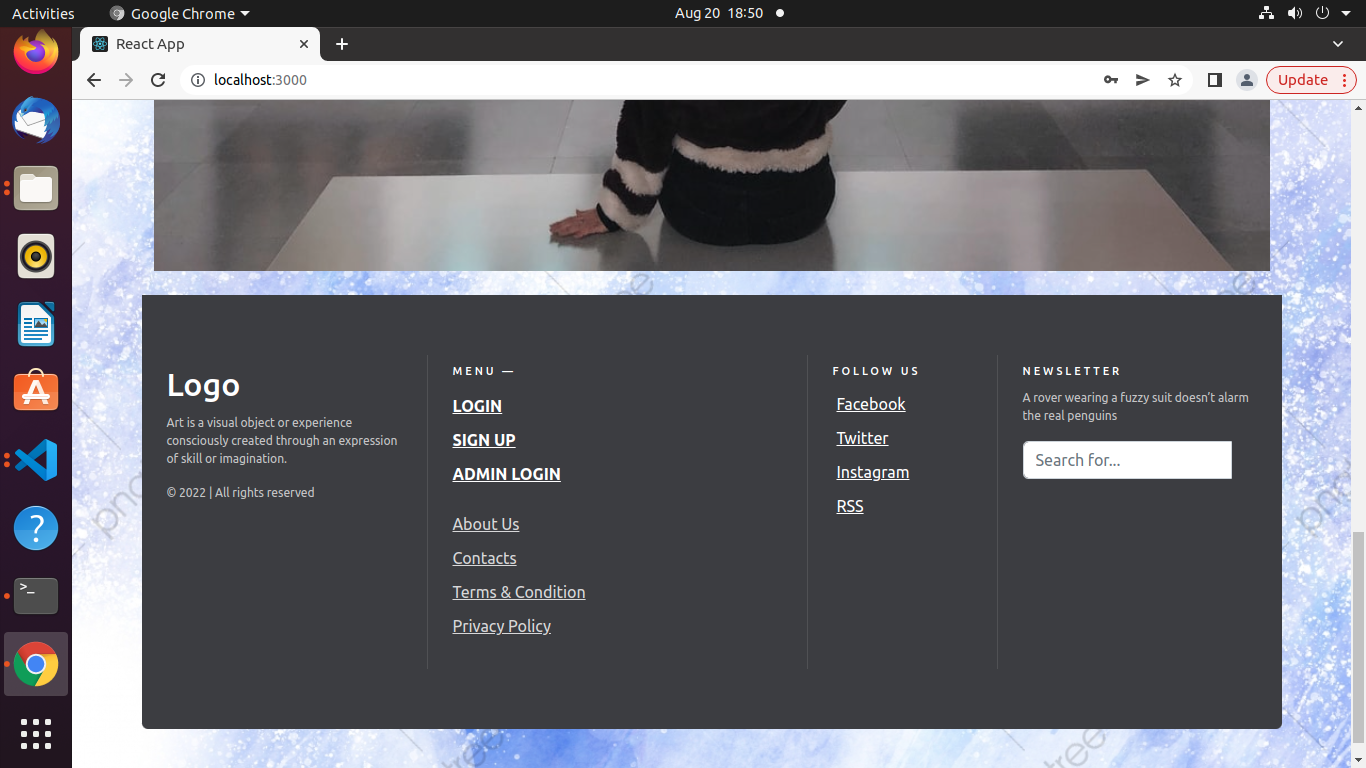 Activities
Google Chrome
Aug 20 18:50
React App
localhost:3000
Update
Logo
Art is a visual object or experience
consciously created through an expression
of skill or imagination.
© 2022 | All rights reserved
MENU —
LOGIN
SIGN UP
ADMIN LOGIN
About Us
Contacts
Terms & Condition
Privacy Policy
FOLLOW US
Facebook
Twitter
Instagram
RSS
NEWSLETTER
A rover wearing a fuzzy suit doesn't alarm
the real penguins
Search for...